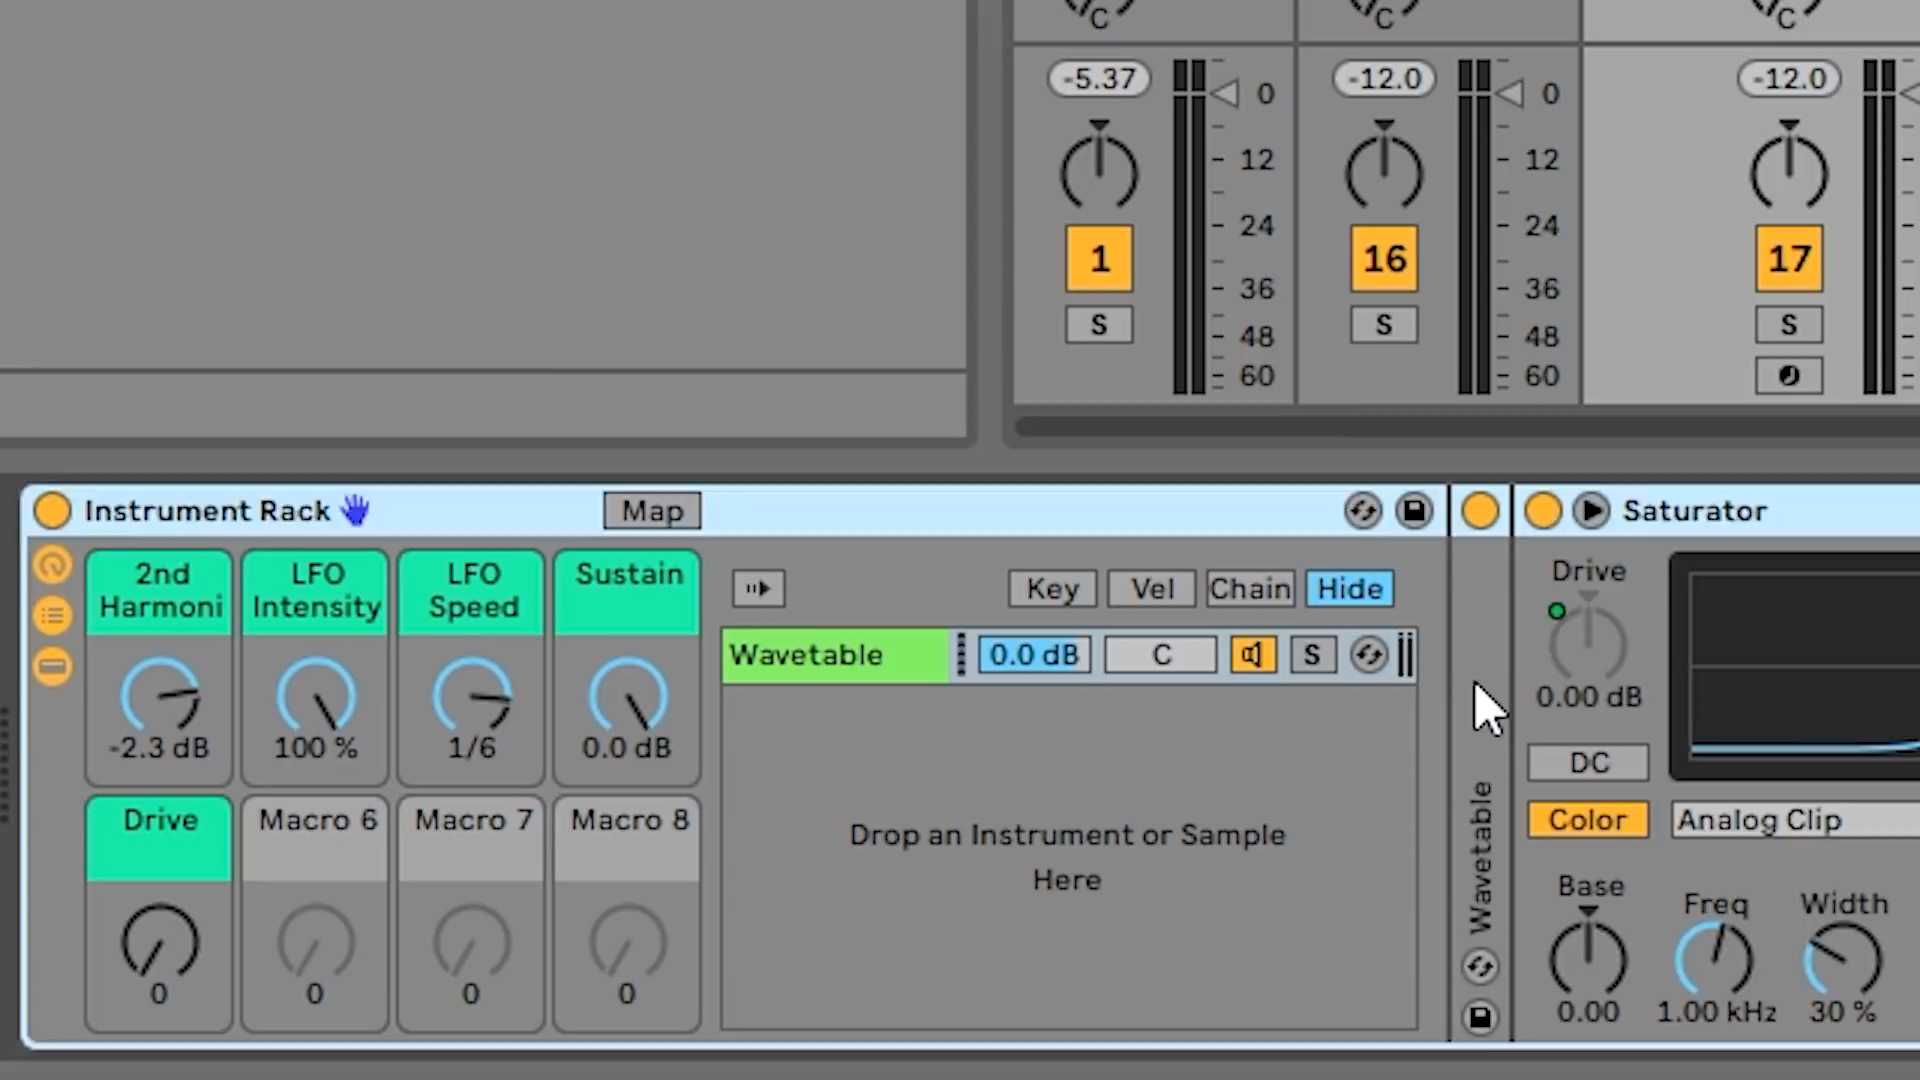 C C C
-5.37 0 -12.0 0 -12.0
12 12
24 24
1 16 17
36 36
S S S
48 48
60 60
Instrument Rack Map Saturator
2nd Harmoni
LFO Intensity
LFO Speed
Sustain
-2.3 dB 100 % 1/6 0.0 dB
Drive Macro 6 Macro 7 Macro 8
0 0 0 0
Key Vel Chain Hide
Wavetable 0.0 dB C S
Drop an Instrument or Sample
Here
Wavetable
Drive
0.00 dB
DC
Color Analog Clip
Base Freq Width
0.00 1.00 kHz 30 %